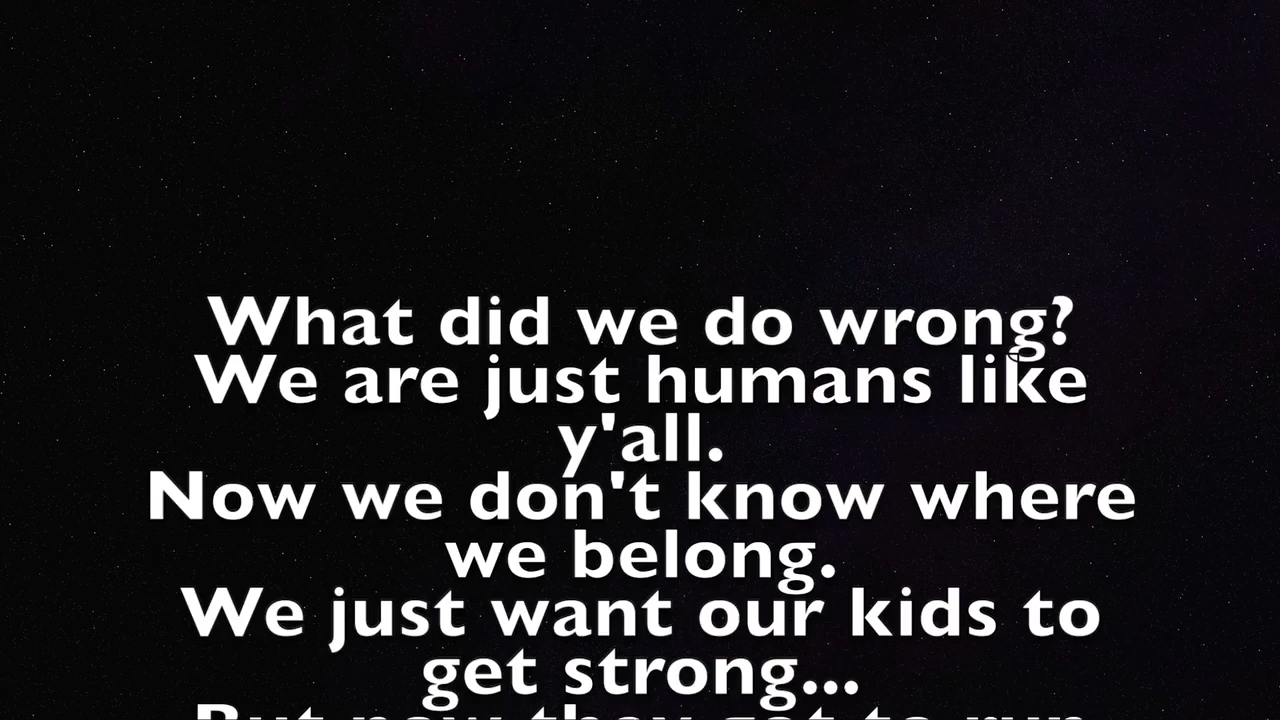 What did we do wrong?
We are just humans like
y'all.
Now we don't know where
we belong.
We just want our kids to
get strong...
But now they got to run